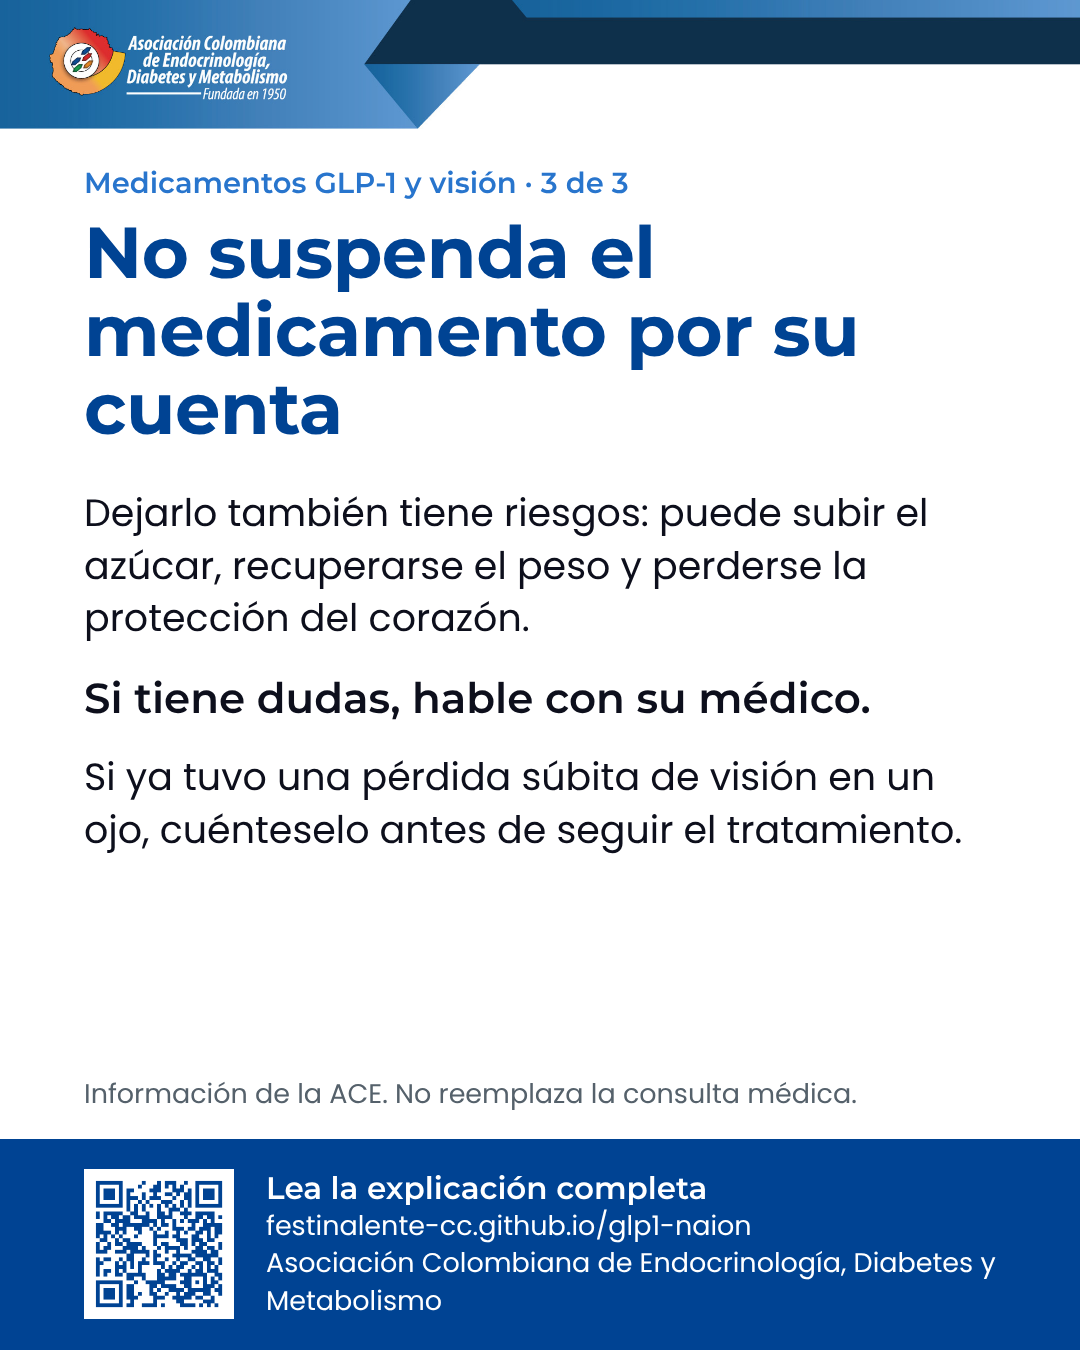 Asociación Colombiana
de Endocrinología,
Diabetes y Metabolismo
Fundada en 1950
Medicamentos GLP-1 y visión · 3 de 3
No suspenda el
medicamento por su
cuenta
Dejarlo también tiene riesgos: puede subir el
azúcar, recuperarse el peso y perderse la
protección del corazón.
Si tiene dudas, hable con su médico.
Si ya tuvo una pérdida súbita de visión en un
ojo, cuénteselo antes de seguir el tratamiento.
Información de la ACE. No reemplaza la consulta médica.
Lea la explicación completa
festinalente-cc.github.io/glp1-naion
Asociación Colombiana de Endocrinología, Diabetes y
Metabolismo